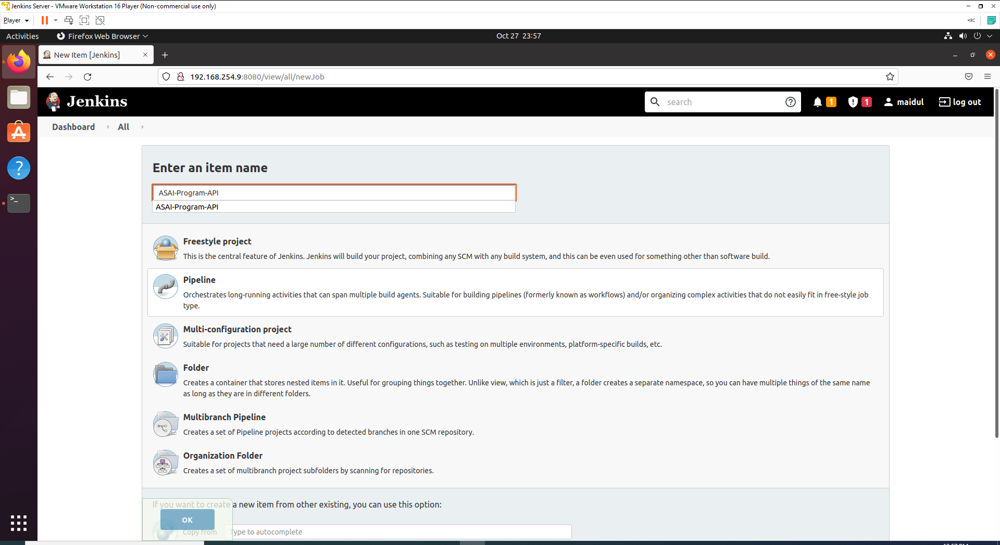 Jenkins Server - VMware Workstation 16 Player (Non-commercial use only)
Player
Activities
Firefox Web Browser
Oct 27 23:57
New Item [Jenkins]
192.168.254.9:8080/view/all/newJob
Jenkins
search
1
1
maidul
log out
Dashboard
All
Enter an item name
ASAI-Program-API
ASAI-Program-API
Freestyle project
This is the central feature of Jenkins. Jenkins will build your project, combining any SCM with any build system, and this can be even used for something other than software build.
Pipeline
Orchestrates long-running activities that can span multiple build agents. Suitable for building pipelines (formerly known as workflows) and/or organizing complex activities that do not easily fit in free-style job
type.
Multi-configuration project
Suitable for projects that need a large number of different configurations, such as testing on multiple environments, platform-specific builds, etc.
Folder
Creates a container that stores nested items in it. Useful for grouping things together. Unlike view, which is just a filter, a folder creates a separate namespace, so you can have multiple things of the same name
as long as they are in different folders.
Multibranch Pipeline
Creates a set of Pipeline projects according to detected branches in one SCM repository.
Organization Folder
Creates a set of multibranch project subfolders by scanning for repositories.
If you want to create a new item from other existing, you can use this option:
OK
Copy from
Type to autocomplete